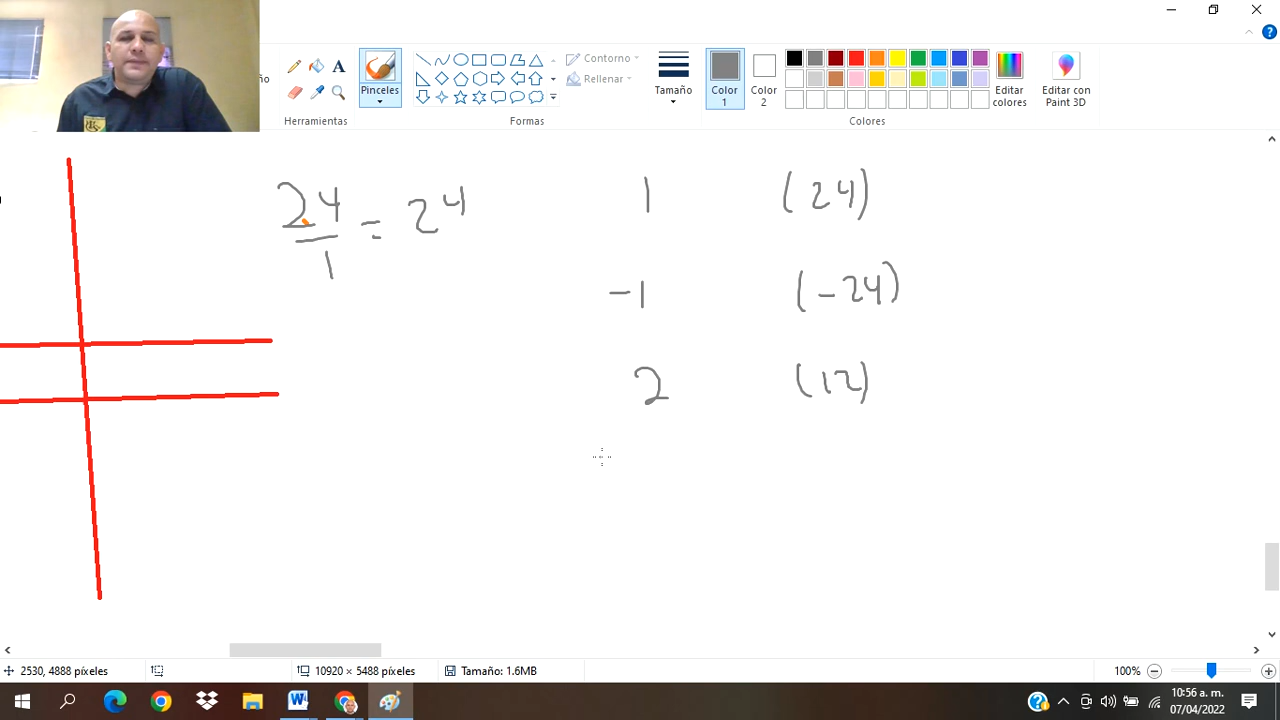 Contorno
Rellenar
Pinceles
Tamaño
Color 1
Color 2
Editar colores
Editar con Paint 3D
Herramientas
Formas
Colores
24/1 = 24
1 (24)
-1 (-24)
2 (12)
2530, 4888 píxeles
10920 × 5488 píxeles
Tamaño: 1.6MB
100%
10:56 a. m.
07/04/2022